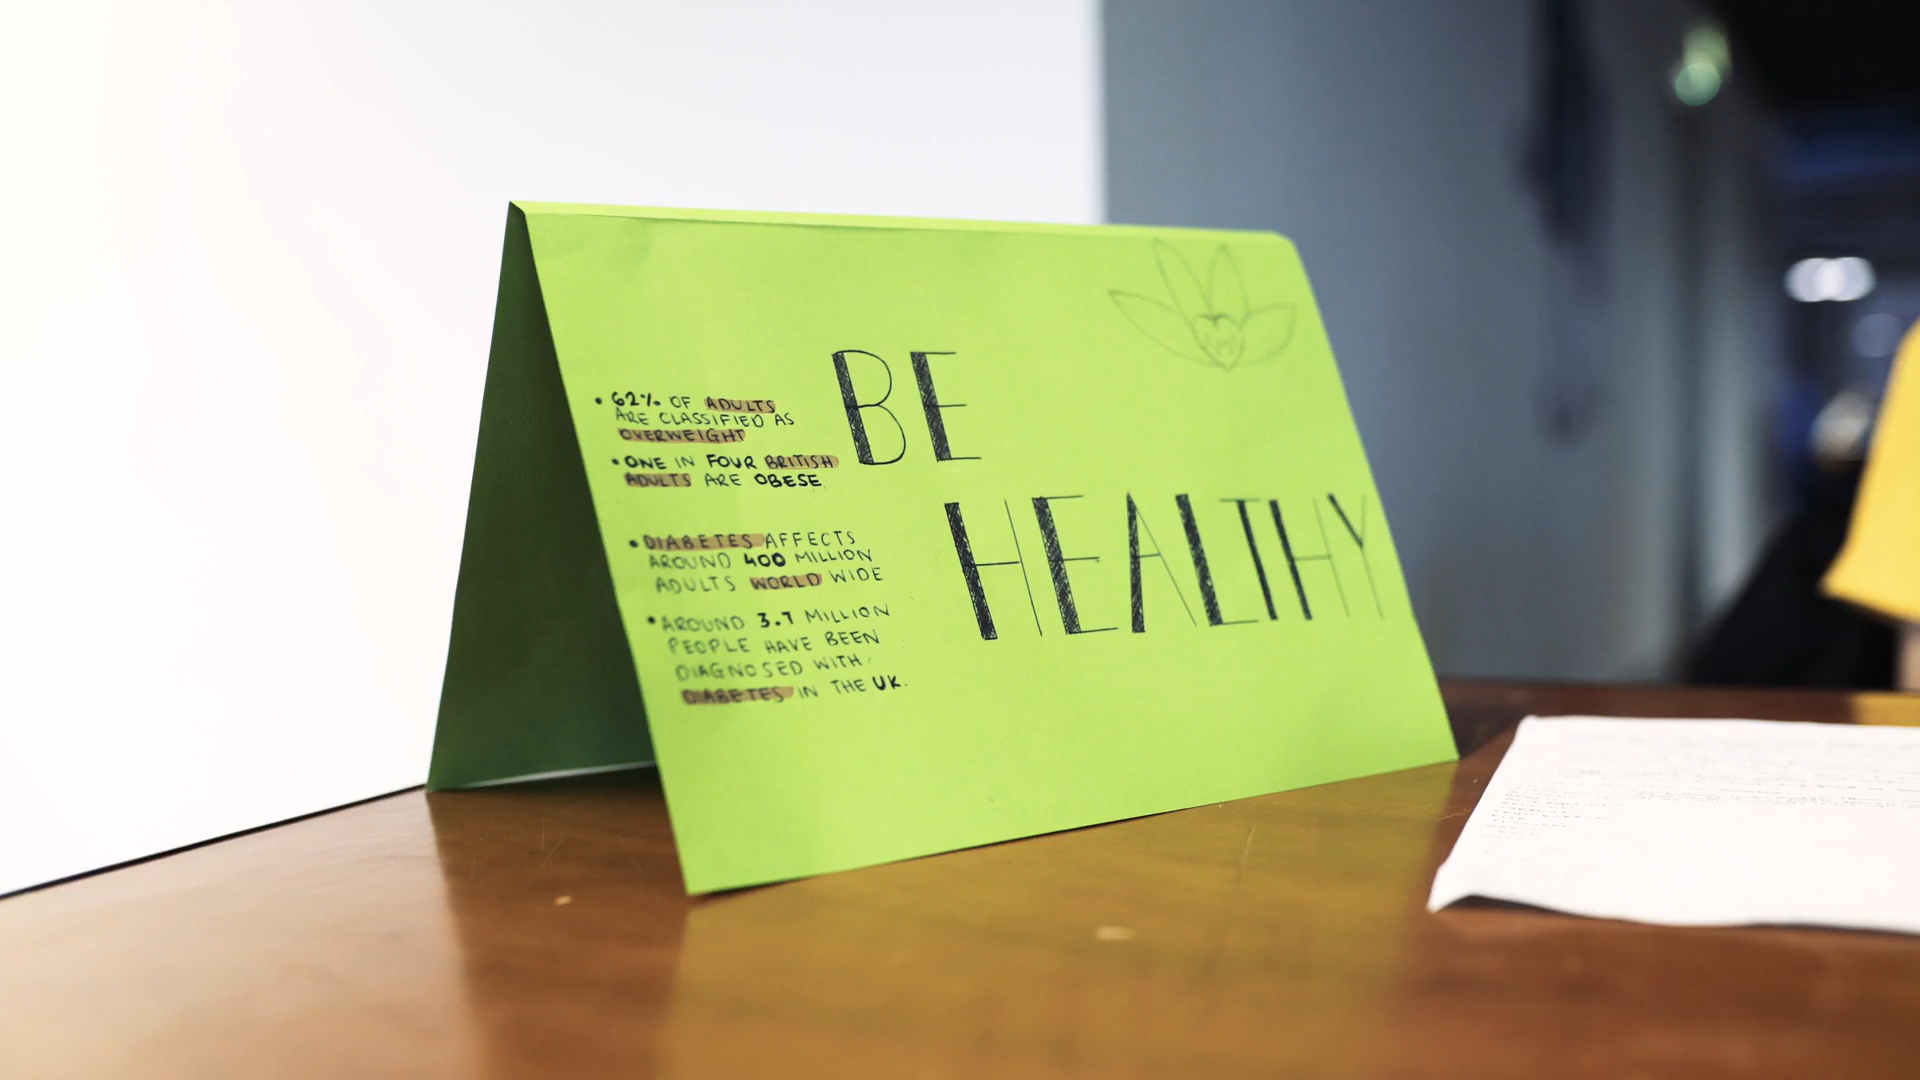 • 62% OF ADULTS
ARE CLASSIFIED AS
OVERWEIGHT
• ONE IN FOUR BRITISH
ADULTS ARE OBESE
• DIABETES AFFECTS
AROUND 400 MILLION
ADULTS WORLD WIDE
• AROUND 3.7 MILLION
PEOPLE HAVE BEEN
DIAGNOSED WITH
DIABETES IN THE UK.
BE
HEALTHY